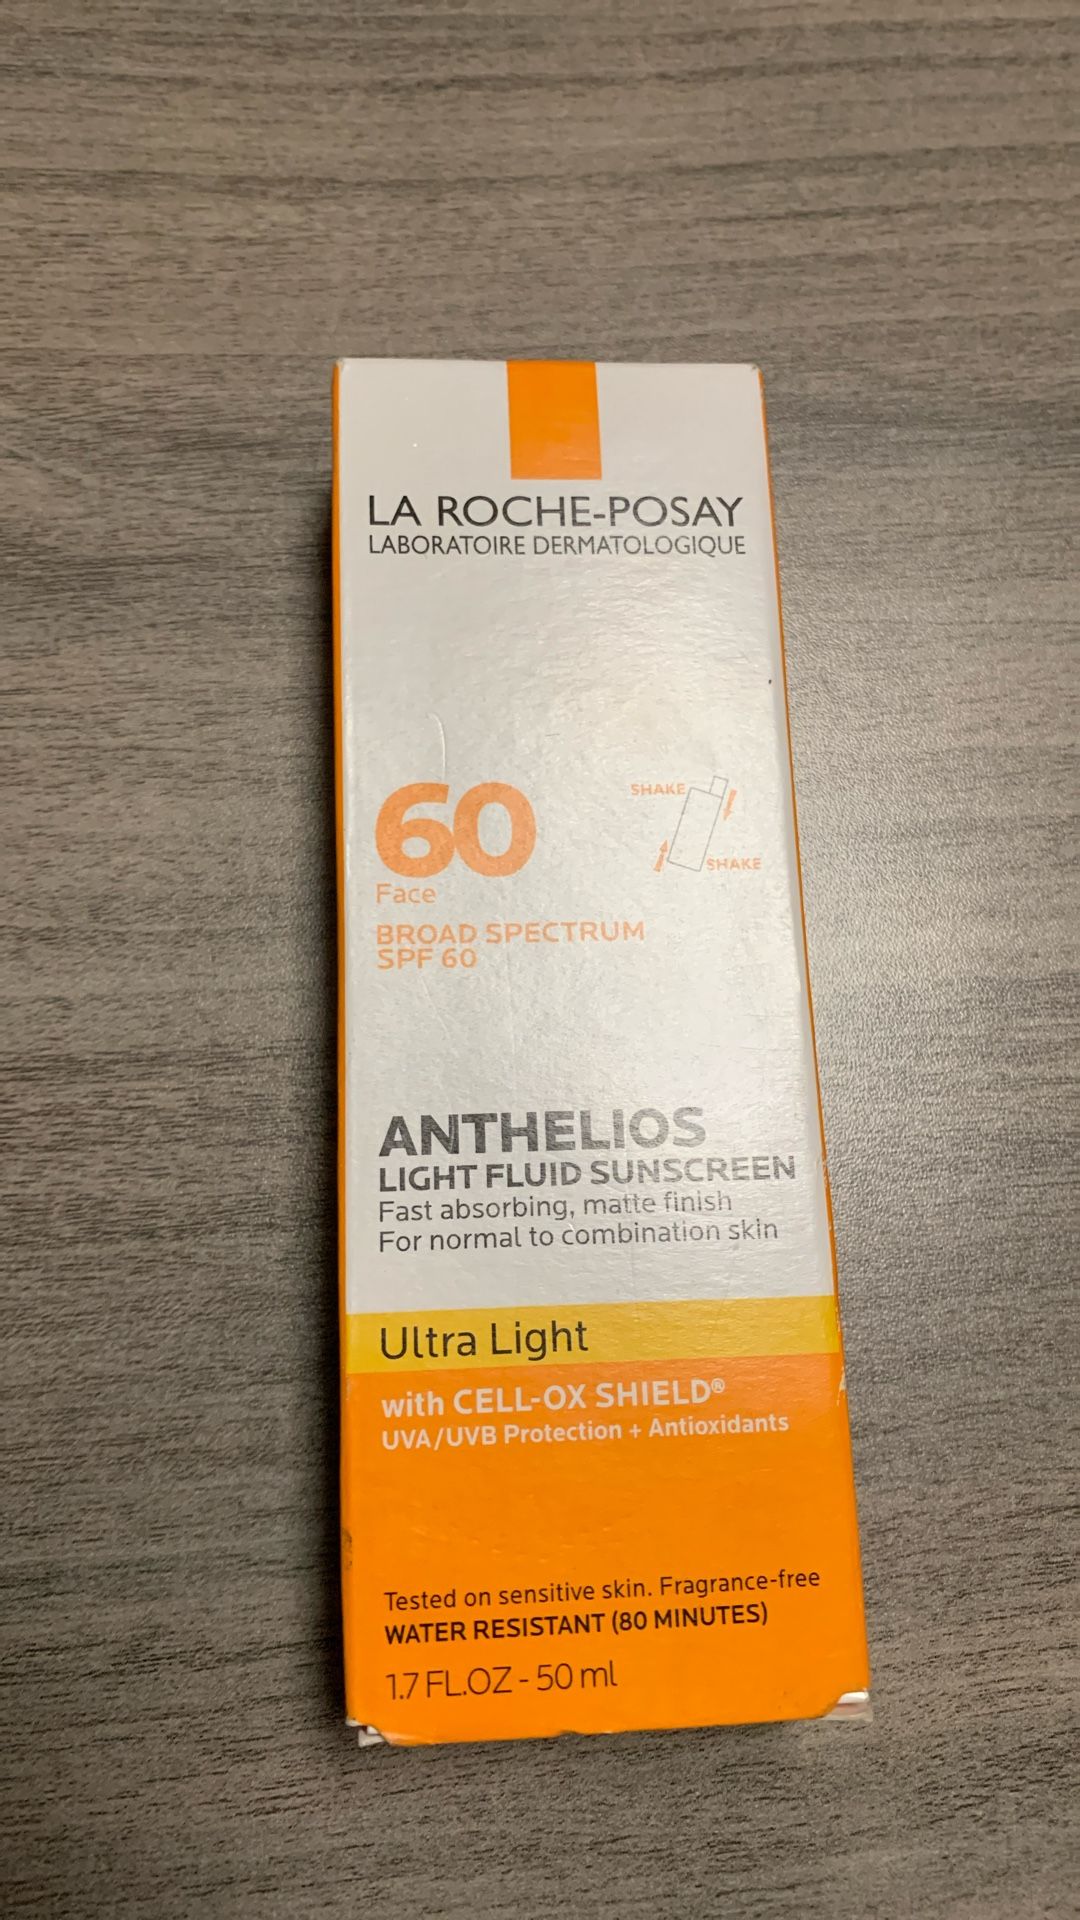 LA ROCHE-POSAY
LABORATOIRE DERMATOLOGIQUE
60
Face
SHAKE
SHAKE
BROAD SPECTRUM
SPF 60
ANTHELIOS
LIGHT FLUID SUNSCREEN
Fast absorbing, matte finish
For normal to combination skin
Ultra Light
with CELL-OX SHIELD®
UVA/UVB Protection + Antioxidants
Tested on sensitive skin. Fragrance-free
WATER RESISTANT (80 MINUTES)
1.7 FL.OZ - 50 ml